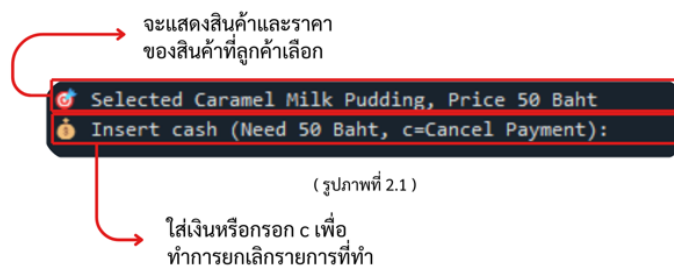 จะแสดงสินค้าและราคา
ของสินค้าที่ลูกค้าเลือก
Selected Caramel Milk Pudding, Price 50 Baht
Insert cash (Need 50 Baht, c=Cancel Payment):
( รูปภาพที่ 2.1 )
ใส่เงินหรือกรอก c เพื่อ
ทำการยกเลิกรายการที่ทำ